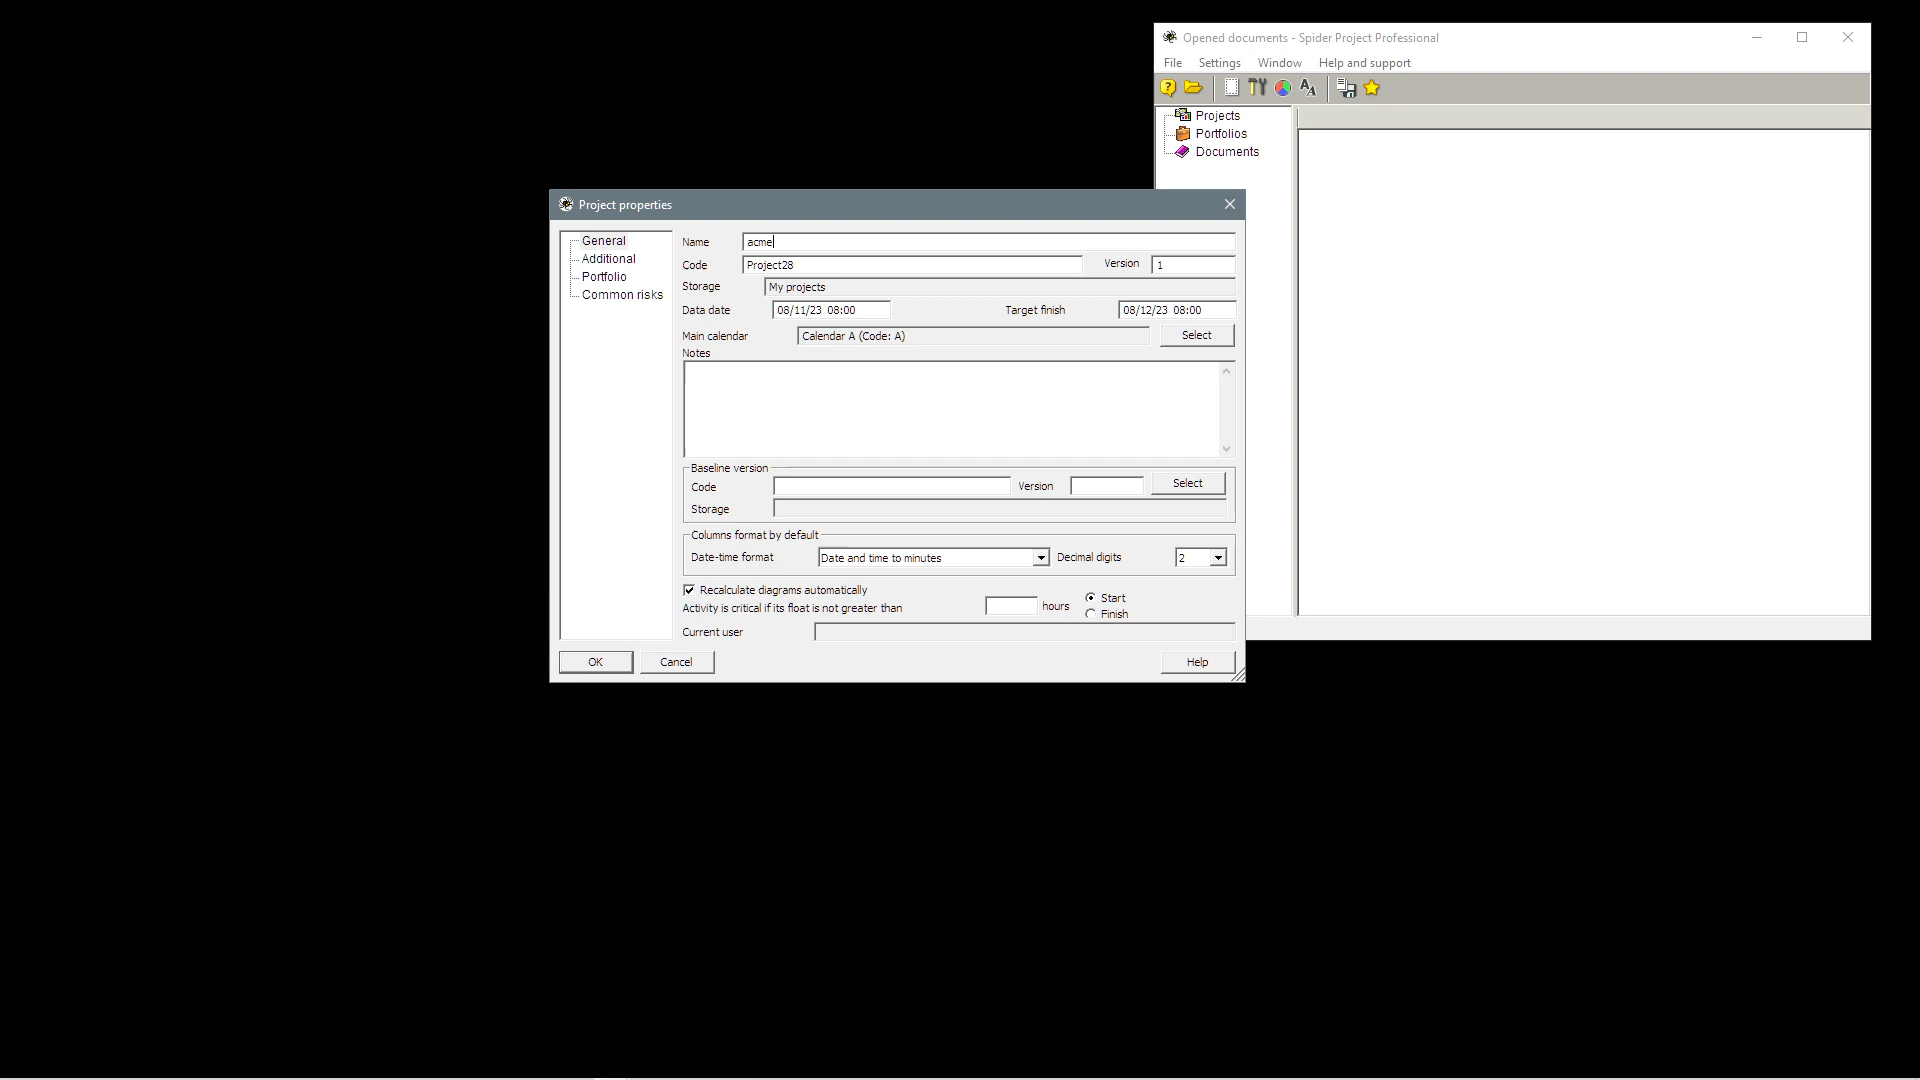 Opened documents - Spider Project Professional
File Settings Window Help and support
Projects
Portfolios
Documents
Project properties
General
Additional
Portfolio
Common risks
Name acme
Code Project28 Version 1
Storage My projects
Data date 08/11/23 08:00 Target finish 08/12/23 08:00
Main calendar Calendar A (Code: A) Select
Notes
Baseline version
Code Version Select
Storage
Columns format by default
Date-time format Date and time to minutes Decimal digits 2
Recalculate diagrams automatically
Activity is critical if its float is not greater than hours Start
Finish
Current user
OK Cancel Help